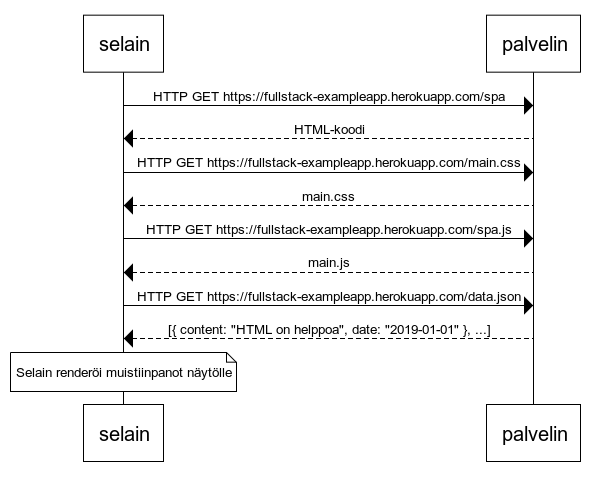 selain
palvelin
HTTP GET https://fullstack-exampleapp.herokuapp.com/spa
HTML-koodi
HTTP GET https://fullstack-exampleapp.herokuapp.com/main.css
main.css
HTTP GET https://fullstack-exampleapp.herokuapp.com/spa.js
main.js
HTTP GET https://fullstack-exampleapp.herokuapp.com/data.json
[{ content: "HTML on helppoa", date: "2019-01-01" }, ...]
Selain renderöi muistiinpanot näytölle
selain
palvelin